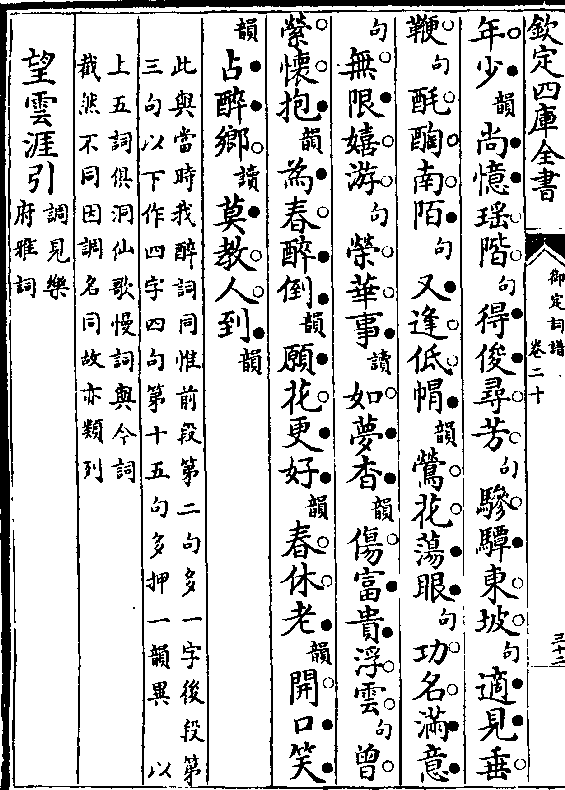 欽定四庫全書
御定詞譜 卷二十
三十二
年少韻尚憶瑶階句得俊尋芳句驂驔東坡句適見垂
鞭句酕醄南陌句又逢低帽韻鶯花蕩眼句功名滿意
句無限嬉游句榮華事讀如夢杳韻傷富貴浮雲句曾
縈懷抱韻為春醉倒韻願花更好韻春休老韻開口笑
韻占醉鄉讀莫教人到韻
此與當時我醉詞同惟前段第二句多一字後段第
三句以下作四字四句第十五句多押一韻異 以
上五詞俱洞仙歌慢詞與令詞
截然不同因調名同故亦類列
望雲涯引調見樂
府雅詞